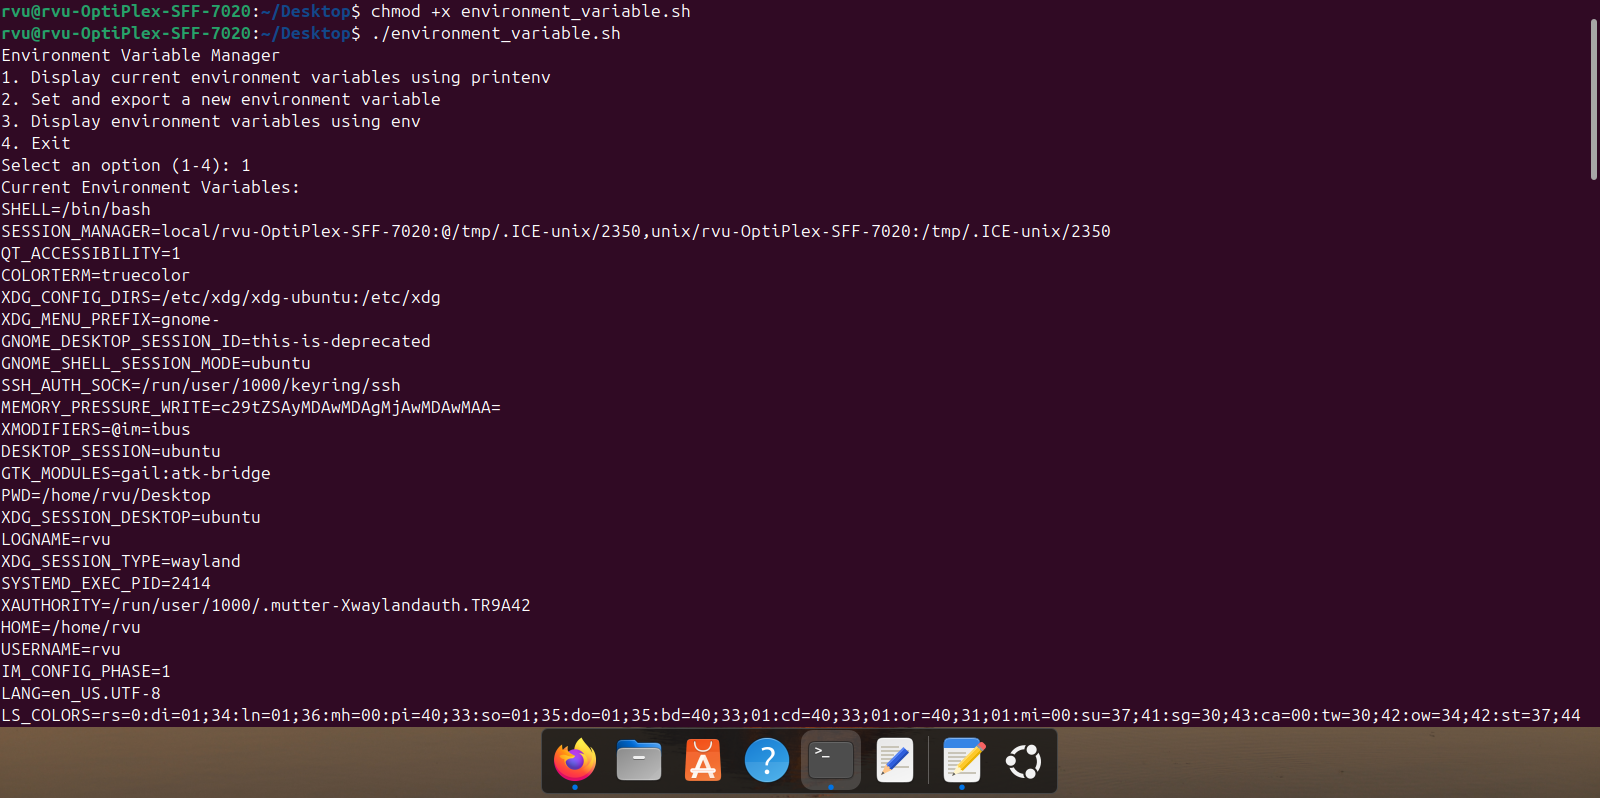 rvu@rvu-OptiPlex-SFF-7020:~/Desktop$ chmod +x environment_variable.sh
rvu@rvu-OptiPlex-SFF-7020:~/Desktop$ ./environment_variable.sh
Environment Variable Manager
1. Display current environment variables using printenv
2. Set and export a new environment variable
3. Display environment variables using env
4. Exit
Select an option (1-4): 1
Current Environment Variables:
SHELL=/bin/bash
SESSION_MANAGER=local/rvu-OptiPlex-SFF-7020:@/tmp/.ICE-unix/2350,unix/rvu-OptiPlex-SFF-7020:/tmp/.ICE-unix/2350
QT_ACCESSIBILITY=1
COLORTERM=truecolor
XDG_CONFIG_DIRS=/etc/xdg/xdg-ubuntu:/etc/xdg
XDG_MENU_PREFIX=gnome-
GNOME_DESKTOP_SESSION_ID=this-is-deprecated
GNOME_SHELL_SESSION_MODE=ubuntu
SSH_AUTH_SOCK=/run/user/1000/keyring/ssh
MEMORY_PRESSURE_WRITE=c29tZSAyMDAwMDAgMjAwMDAwMAA=
XMODIFIERS=@im=ibus
DESKTOP_SESSION=ubuntu
GTK_MODULES=gail:atk-bridge
PWD=/home/rvu/Desktop
XDG_SESSION_DESKTOP=ubuntu
LOGNAME=rvu
XDG_SESSION_TYPE=wayland
SYSTEMD_EXEC_PID=2414
XAUTHORITY=/run/user/1000/.mutter-Xwaylandauth.TR9A42
HOME=/home/rvu
USERNAME=rvu
IM_CONFIG_PHASE=1
LANG=en_US.UTF-8
LS_COLORS=rs=0:di=01;34:ln=01;36:mh=00:pi=40;33:so=01;35:do=01;35:bd=40;33;01:cd=40;33;01:or=40;31;01:mi=00:su=37;41:sg=30;43:ca=00:tw=30;42:ow=34;42:st=37;44